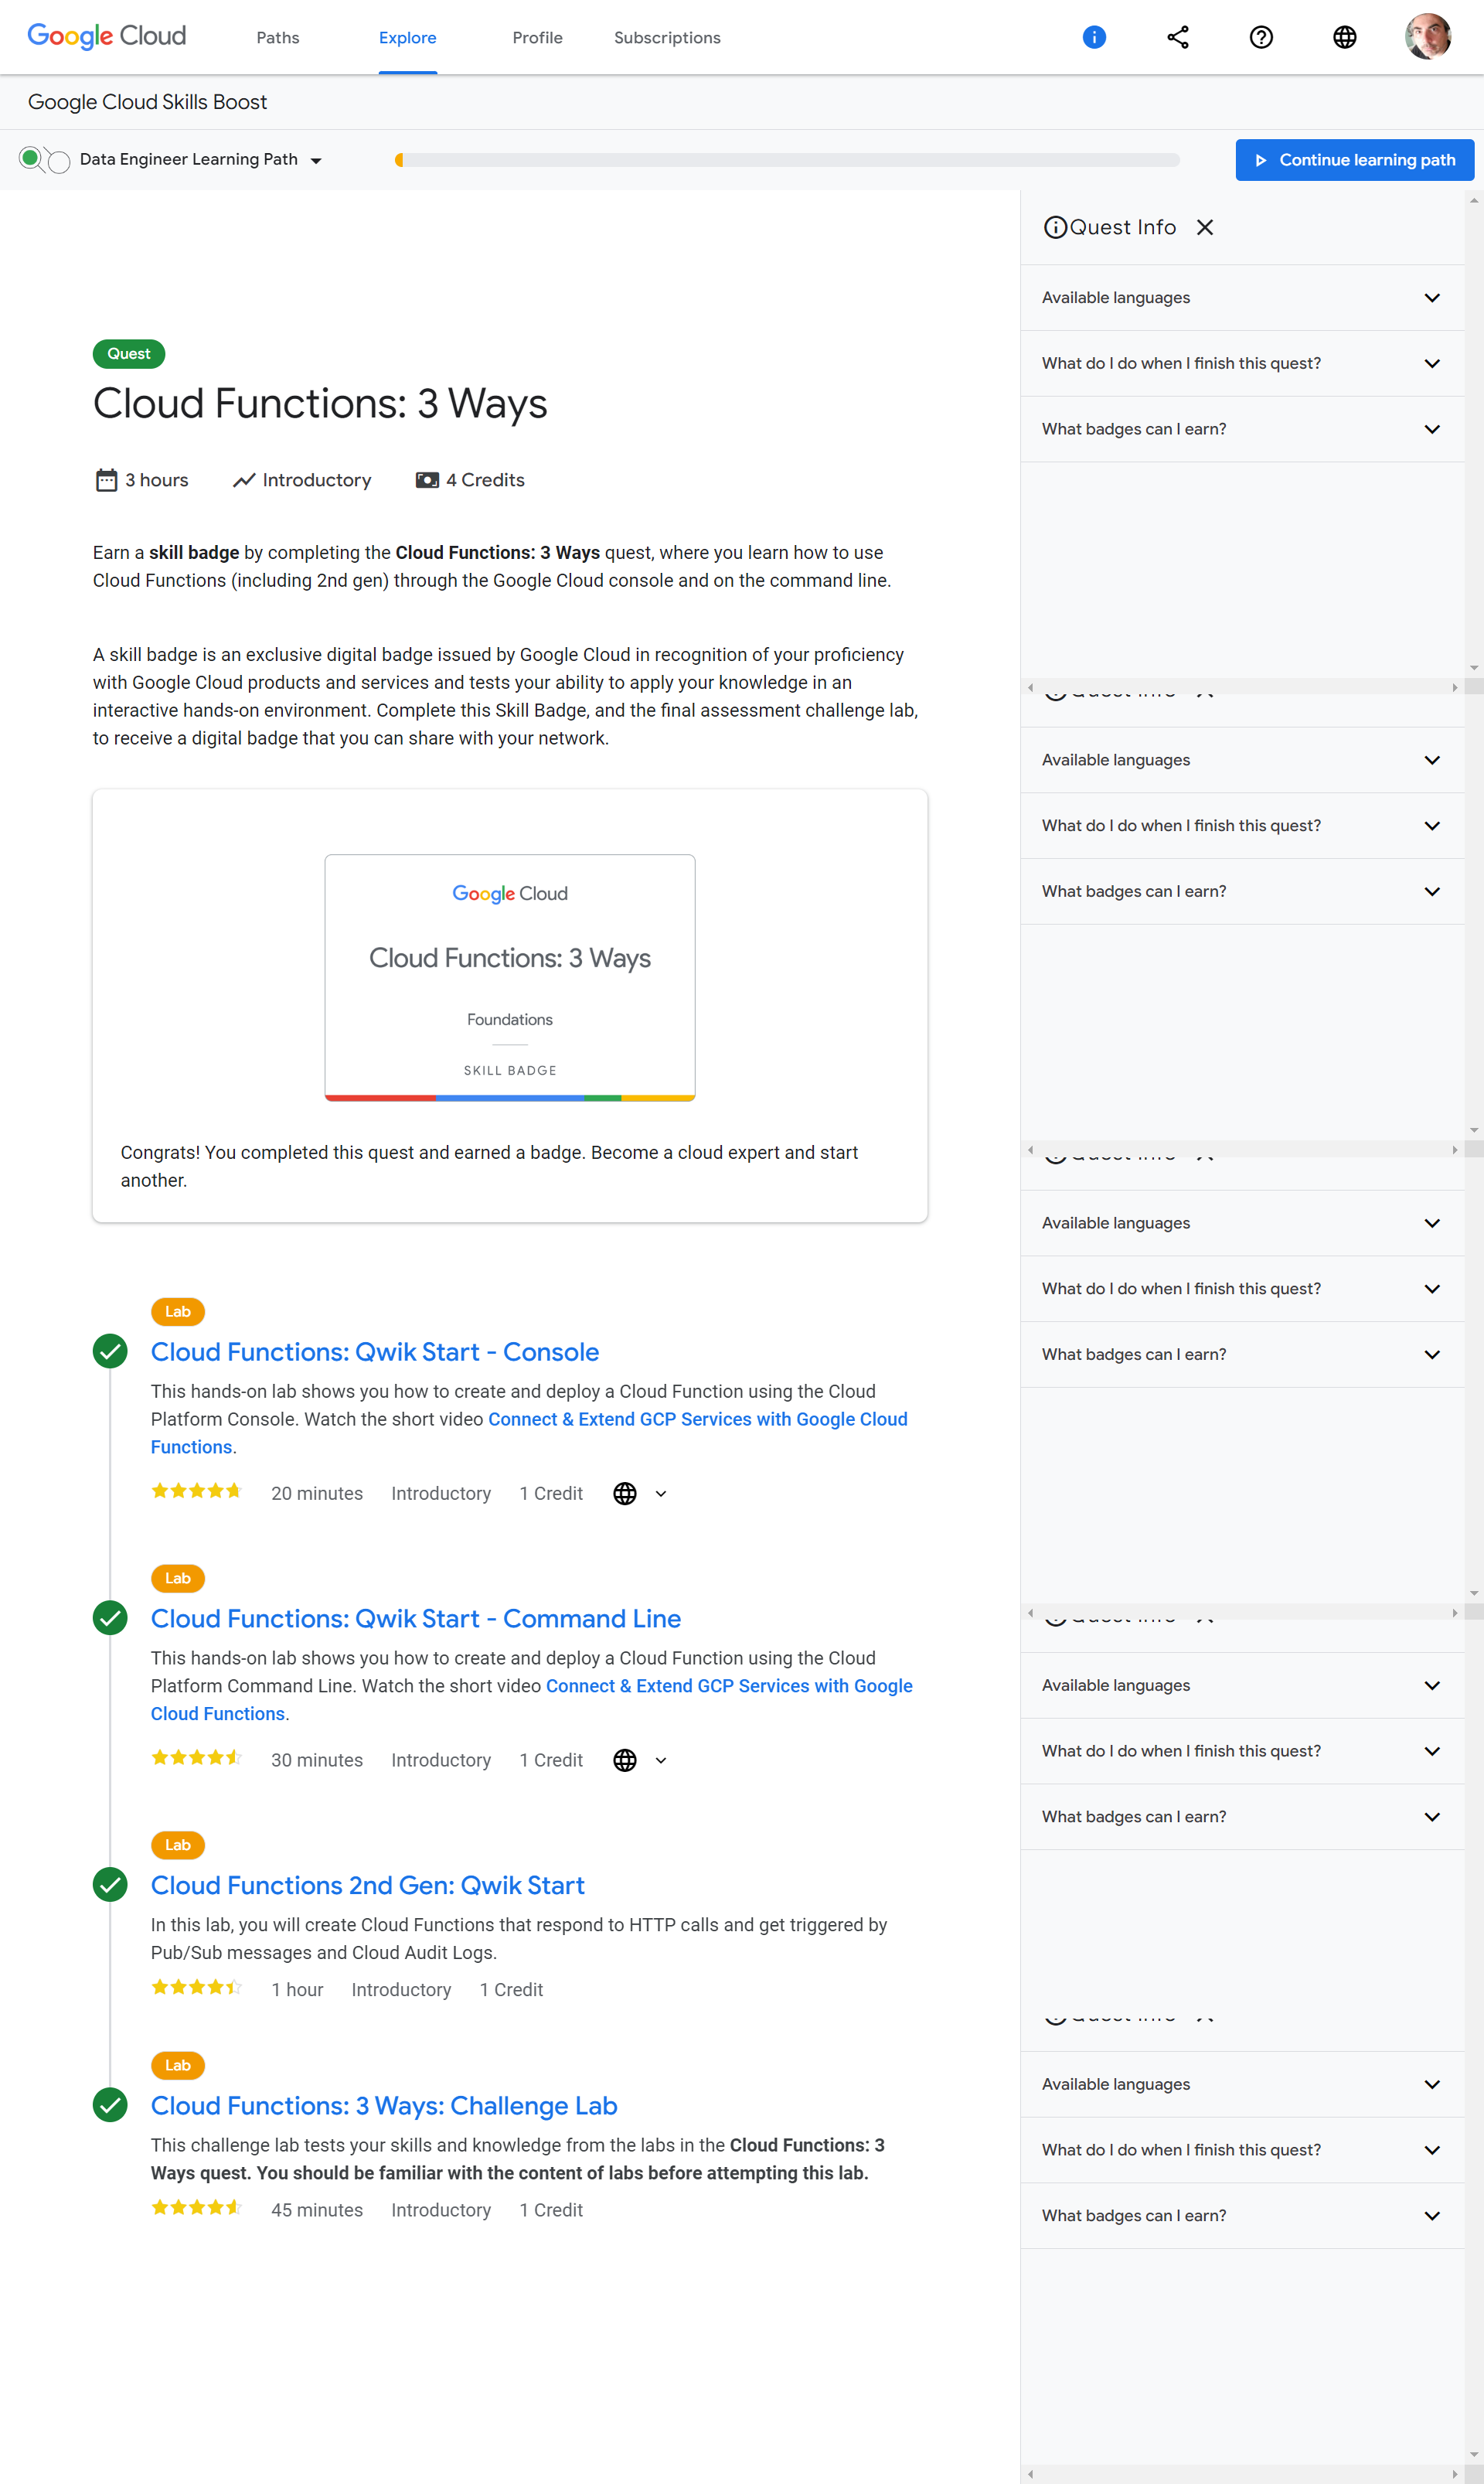 Google Cloud
Paths
Explore
Profile
Subscriptions
Google Cloud Skills Boost
Data Engineer Learning Path
Continue learning path
Quest
Cloud Functions: 3 Ways
3 hours
Introductory
4 Credits
Earn a skill badge by completing the Cloud Functions: 3 Ways quest, where you learn how to use
Cloud Functions (including 2nd gen) through the Google Cloud console and on the command line.
A skill badge is an exclusive digital badge issued by Google Cloud in recognition of your proficiency
with Google Cloud products and services and tests your ability to apply your knowledge in an
interactive hands-on environment. Complete this Skill Badge, and the final assessment challenge lab,
to receive a digital badge that you can share with your network.
Google Cloud
Cloud Functions: 3 Ways
Foundations
SKILL BADGE
Congrats! You completed this quest and earned a badge. Become a cloud expert and start
another.
Lab
Cloud Functions: Qwik Start - Console
This hands-on lab shows you how to create and deploy a Cloud Function using the Cloud
Platform Console. Watch the short video Connect & Extend GCP Services with Google Cloud
Functions.
20 minutes
Introductory
1 Credit
Lab
Cloud Functions: Qwik Start - Command Line
This hands-on lab shows you how to create and deploy a Cloud Function using the Cloud
Platform Command Line. Watch the short video Connect & Extend GCP Services with Google
Cloud Functions.
30 minutes
Introductory
1 Credit
Lab
Cloud Functions 2nd Gen: Qwik Start
In this lab, you will create Cloud Functions that respond to HTTP calls and get triggered by
Pub/Sub messages and Cloud Audit Logs.
1 hour
Introductory
1 Credit
Lab
Cloud Functions: 3 Ways: Challenge Lab
This challenge lab tests your skills and knowledge from the labs in the Cloud Functions: 3
Ways quest. You should be familiar with the content of labs before attempting this lab.
45 minutes
Introductory
1 Credit
Quest Info
Available languages
What do I do when I finish this quest?
What badges can I earn?
Available languages
What do I do when I finish this quest?
What badges can I earn?
Available languages
What do I do when I finish this quest?
What badges can I earn?
Available languages
What do I do when I finish this quest?
What badges can I earn?
Available languages
What do I do when I finish this quest?
What badges can I earn?